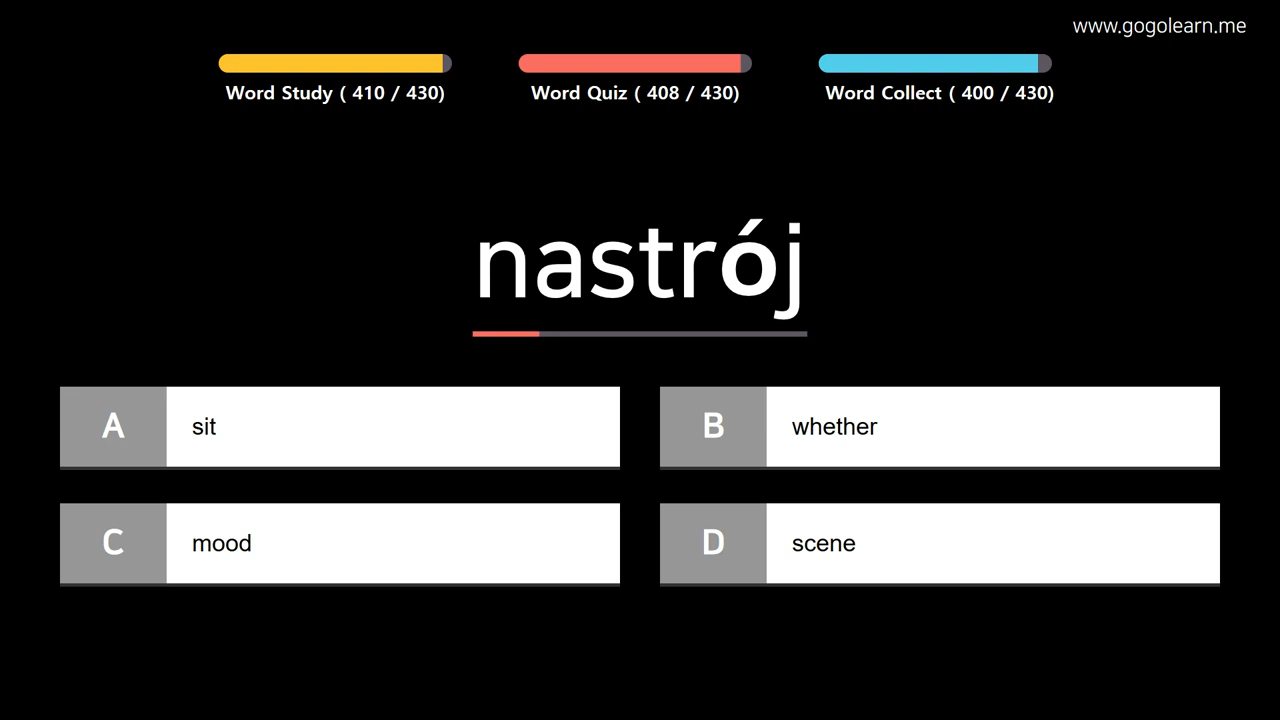 www.gogolearn.me
Word Study ( 410 / 430)
Word Quiz ( 408 / 430)
Word Collect ( 400 / 430)
nastrój
A sit
B whether
C mood
D scene